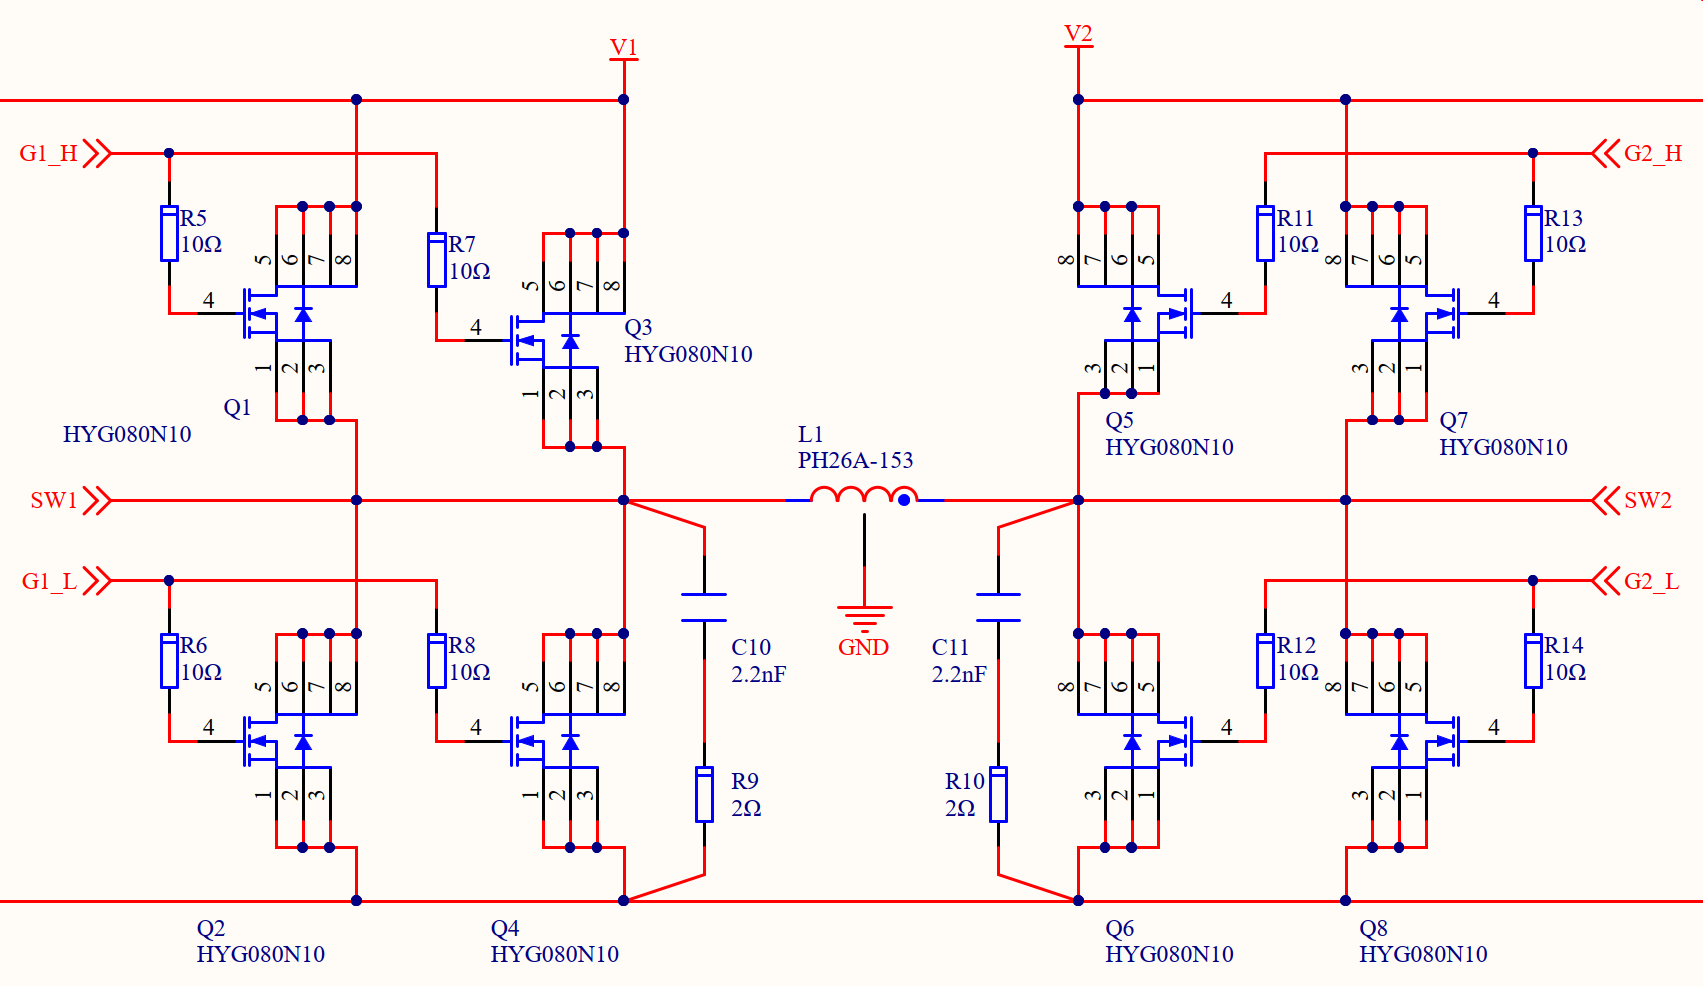 V1
V2
G1_H
G2_H
R5
10Ω
R7
10Ω
R11
10Ω
R13
10Ω
5 6 7 8
5 6 7 8
8 7 6 5
8 7 6 5
4
4
4
4
Q3
HYG080N10
1 2 3
1 2 3
3 2 1
3 2 1
Q1
HYG080N10
Q5
HYG080N10
Q7
HYG080N10
L1
PH26A-153
SW1
SW2
G1_L
G2_L
R6
10Ω
R8
10Ω
C10
2.2nF
GND
C11
2.2nF
R12
10Ω
R14
10Ω
5 6 7 8
5 6 7 8
8 7 6 5
8 7 6 5
4
4
4
4
R9
2Ω
R10
2Ω
1 2 3
1 2 3
3 2 1
3 2 1
Q2
HYG080N10
Q4
HYG080N10
Q6
HYG080N10
Q8
HYG080N10